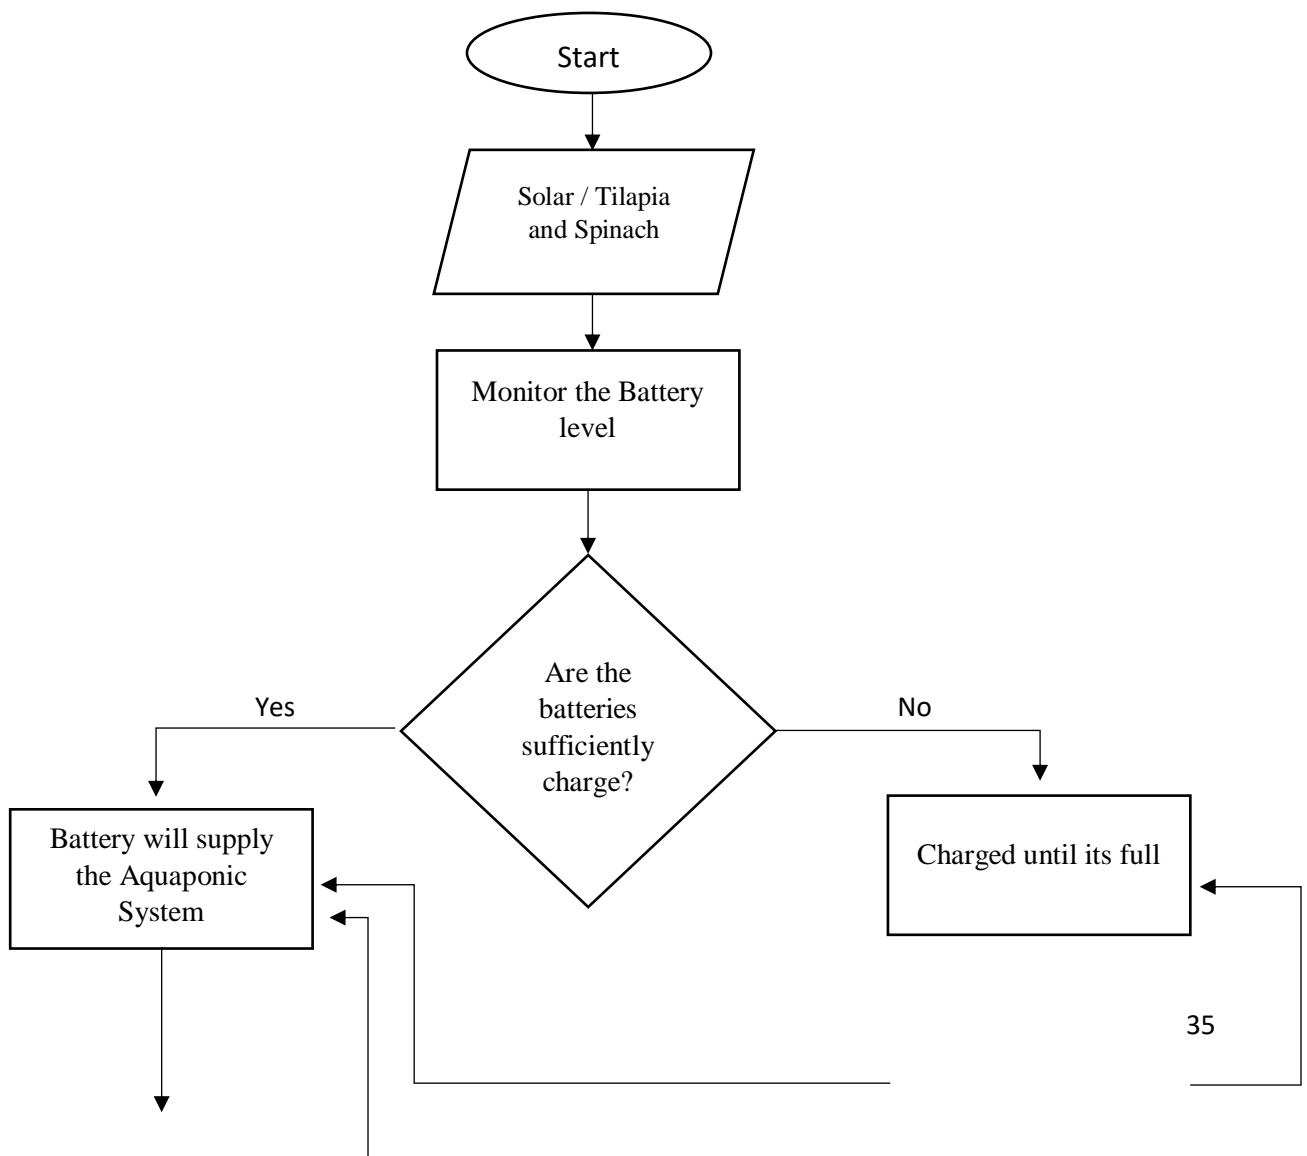 Start
Solar / Tilapia
and Spinach
Monitor the Battery
level
Are the
batteries
sufficiently
charge?
Yes
No
Battery will supply
the Aquaponic
System
Charged until its full
35